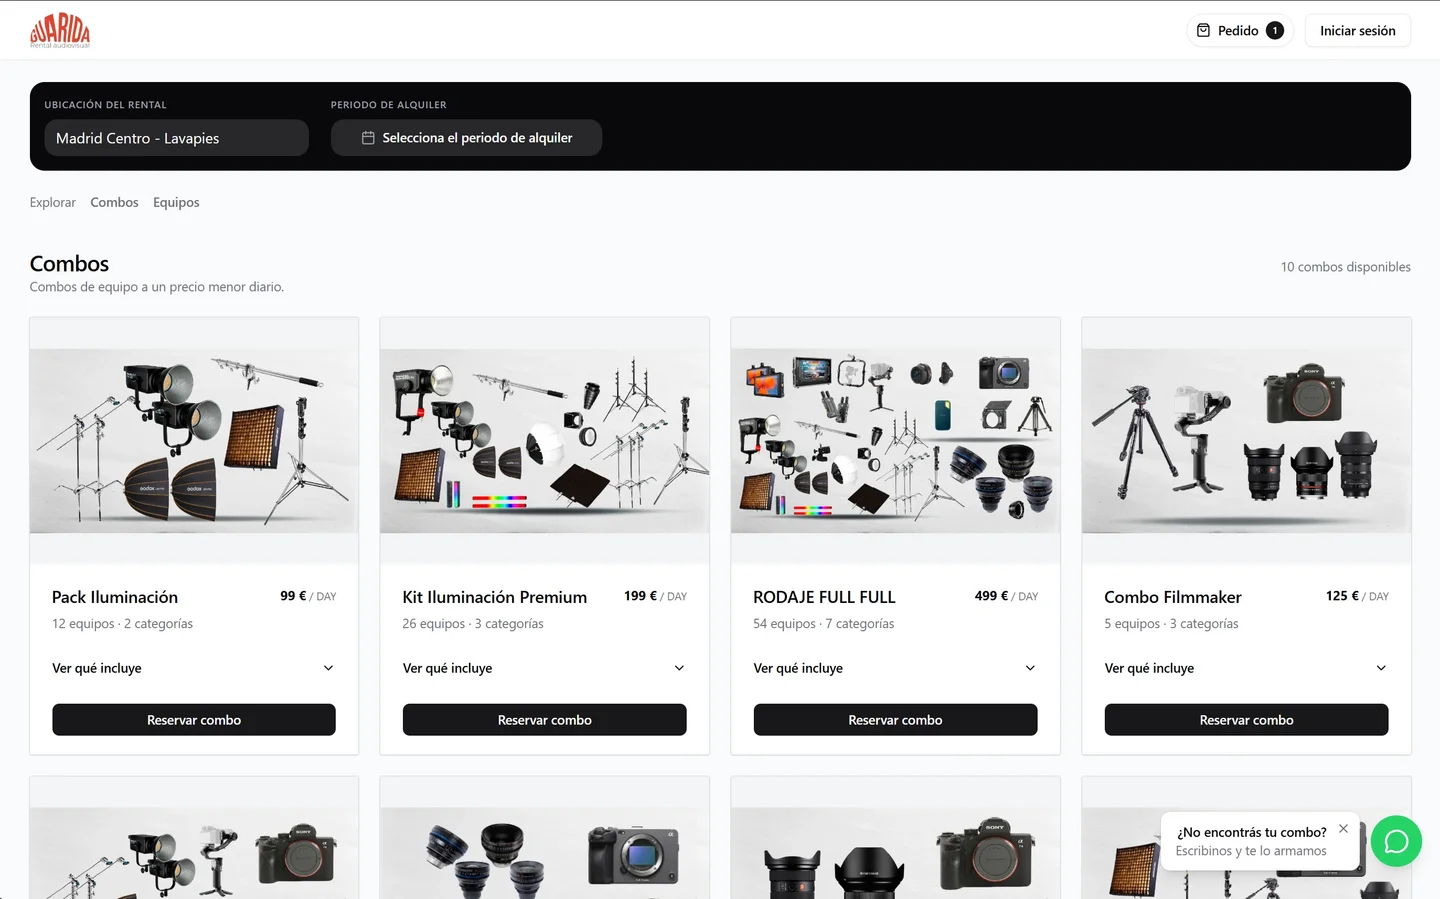 GUARIDA
Rental audiovisual
Pedido 1
Iniciar sesión
UBICACIÓN DEL RENTAL
PERIODO DE ALQUILER
Madrid Centro - Lavapies
Selecciona el periodo de alquiler
Explorar Combos Equipos
Combos
Combos de equipo a un precio menor diario.
10 combos disponibles
Pack Iluminación
99 € / DAY
12 equipos · 2 categorías
Ver qué incluye
Reservar combo
Kit Iluminación Premium
199 € / DAY
26 equipos · 3 categorías
Ver qué incluye
Reservar combo
RODAJE FULL FULL
499 € / DAY
54 equipos · 7 categorías
Ver qué incluye
Reservar combo
SONY
Combo Filmmaker
125 € / DAY
5 equipos · 3 categorías
Ver qué incluye
Reservar combo
SONY
SONY
¿No encontrás tu combo?
Escribinos y te lo armamos